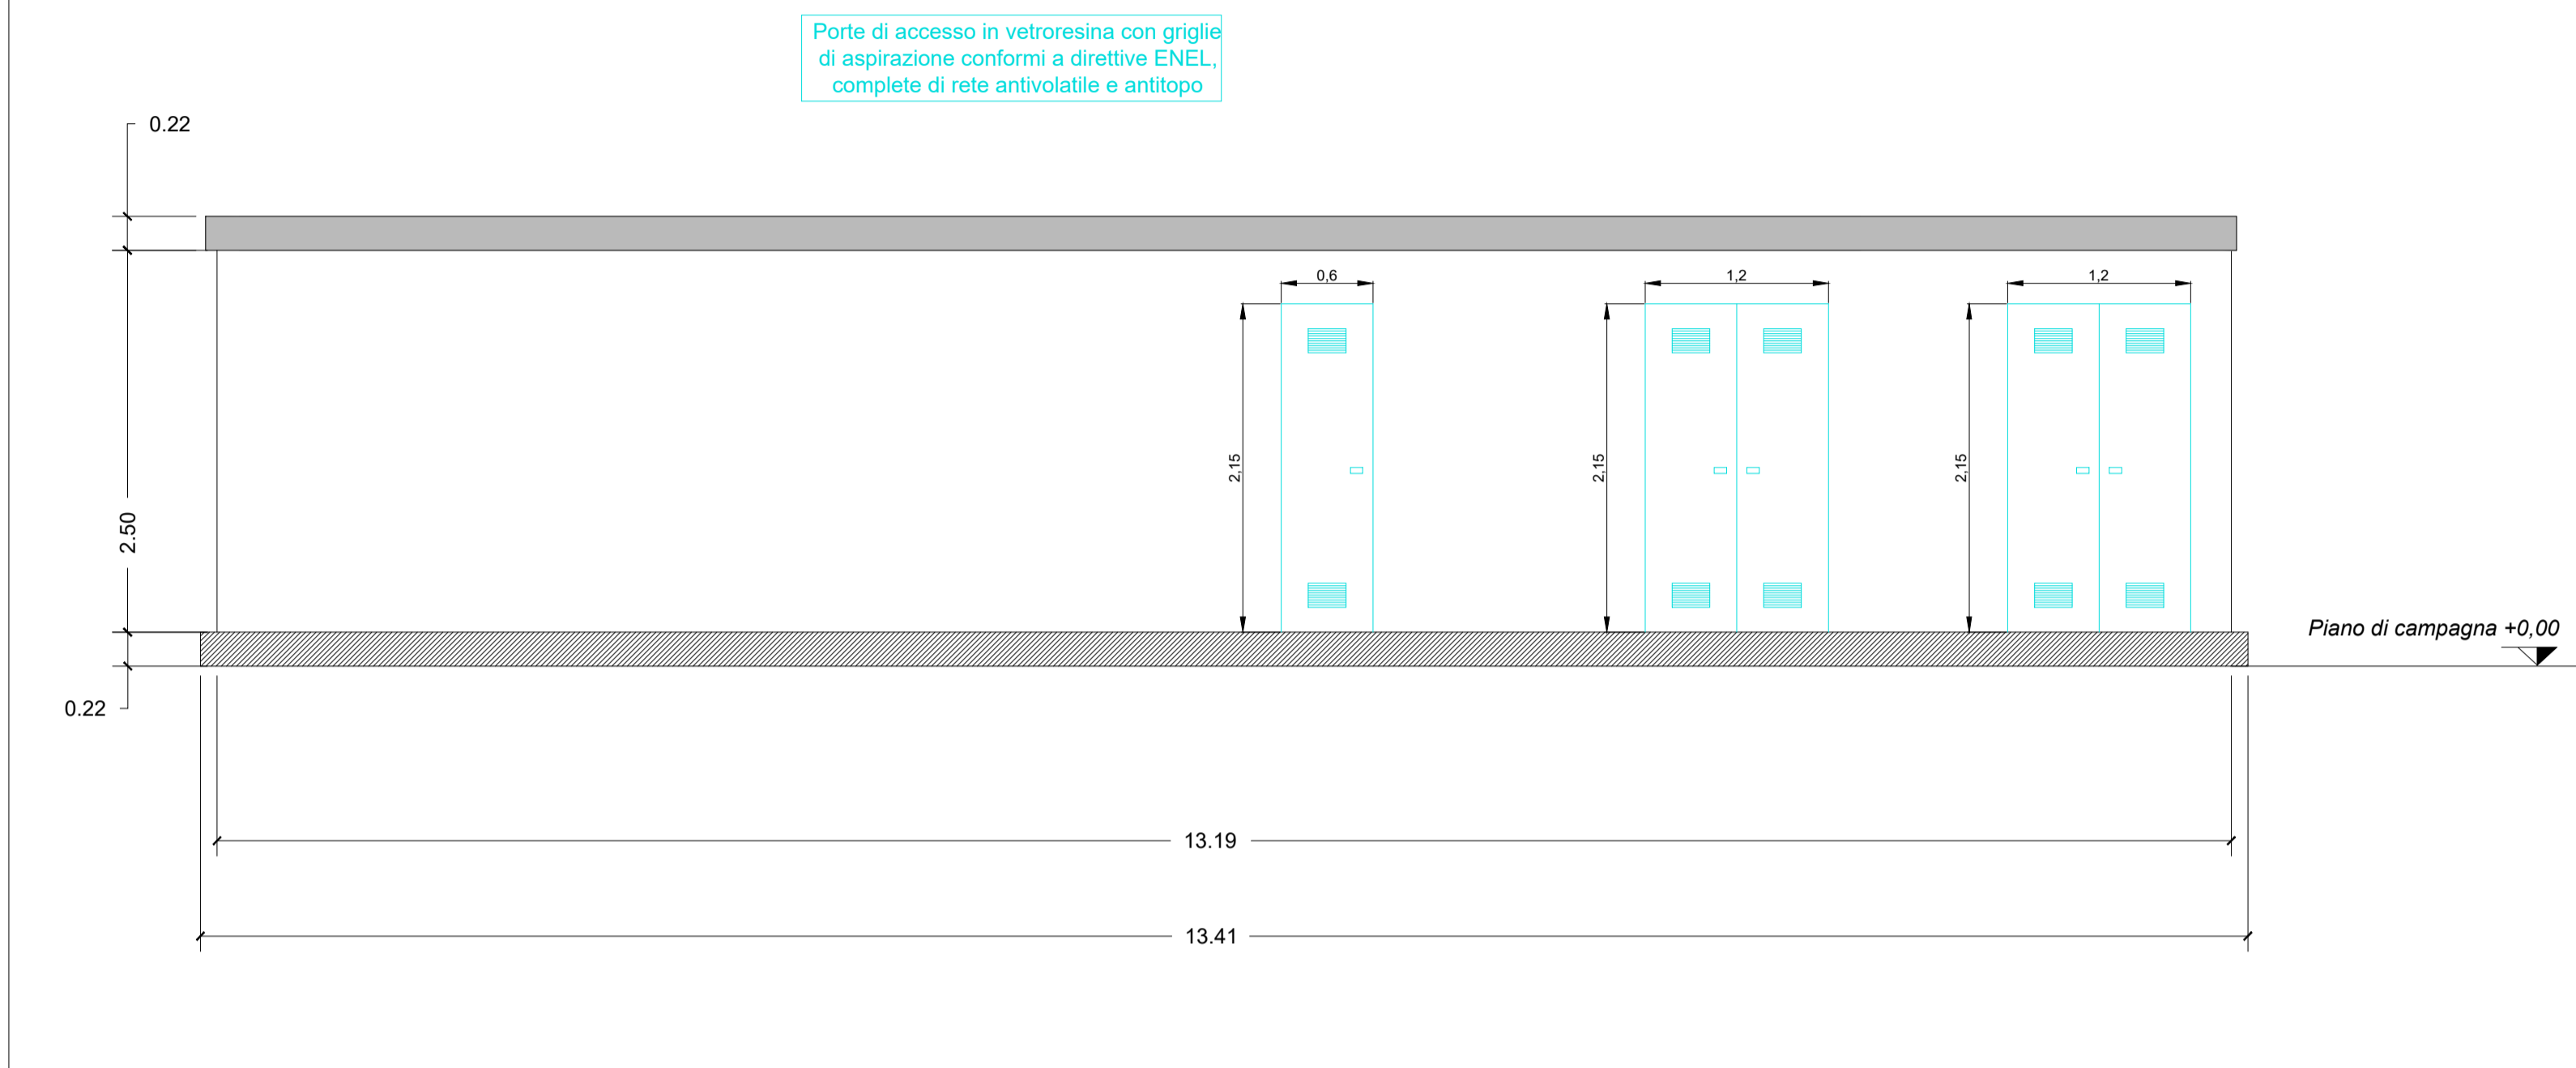 Porte di accesso in vetroresina con griglie
di aspirazione conformi a direttive ENEL,
complete di rete antivolatile e antitopo
0.22
0,6
1,2
1,2
2,15
2,15
2,15
2.50
Piano di campagna +0,00
0.22
13.19
13.41